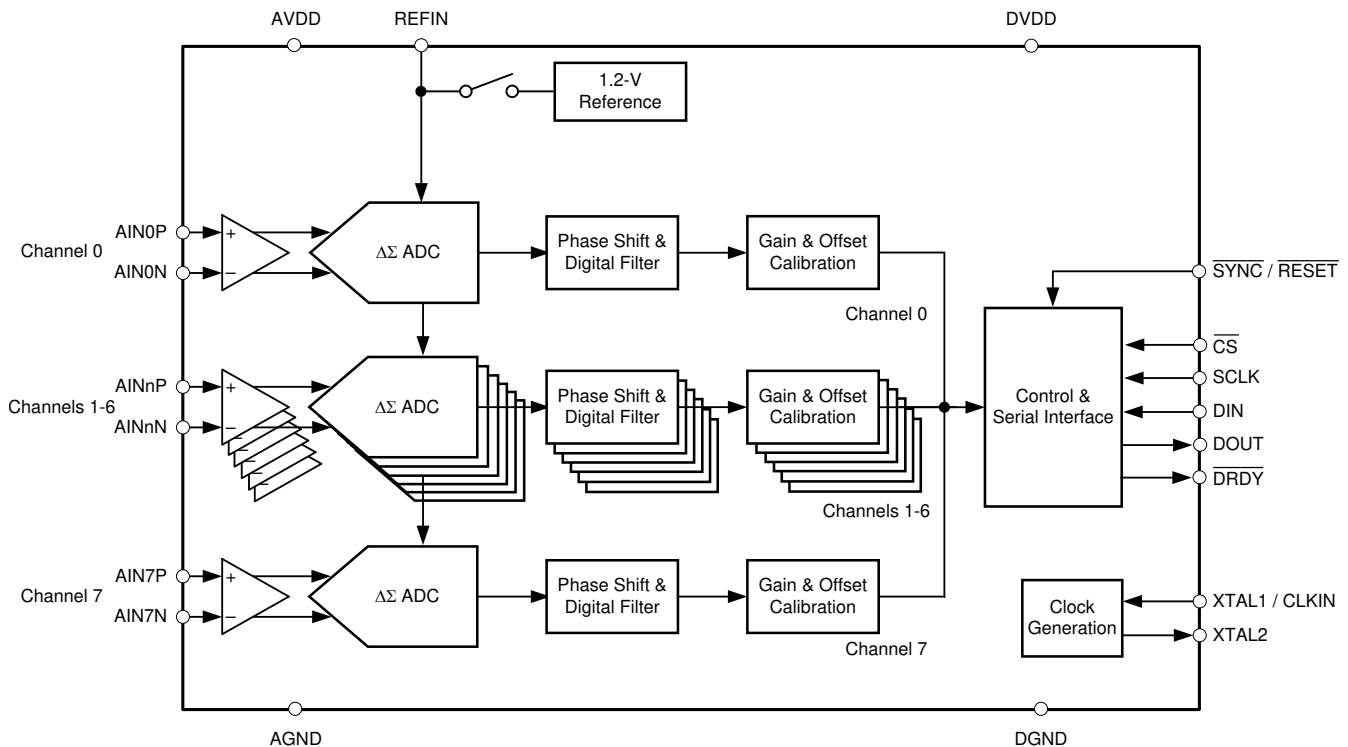 AVDD
REFIN
DVDD
1.2-V
Reference
Channel 0
AIN0P
AIN0N
+
−
ΔΣ ADC
Phase Shift &
Digital Filter
Gain & Offset
Calibration
Channel 0
Channels 1-6
AINnP
AINnN
+
−
−
−
−
−
−
ΔΣ ADC
Phase Shift &
Digital Filter
Gain & Offset
Calibration
Channels 1-6
Channel 7
AIN7P
AIN7N
+
−
ΔΣ ADC
Phase Shift &
Digital Filter
Gain & Offset
Calibration
Channel 7
Control &
Serial Interface
SYNC / RESET
CS
SCLK
DIN
DOUT
DRDY
Clock
Generation
XTAL1 / CLKIN
XTAL2
AGND
DGND